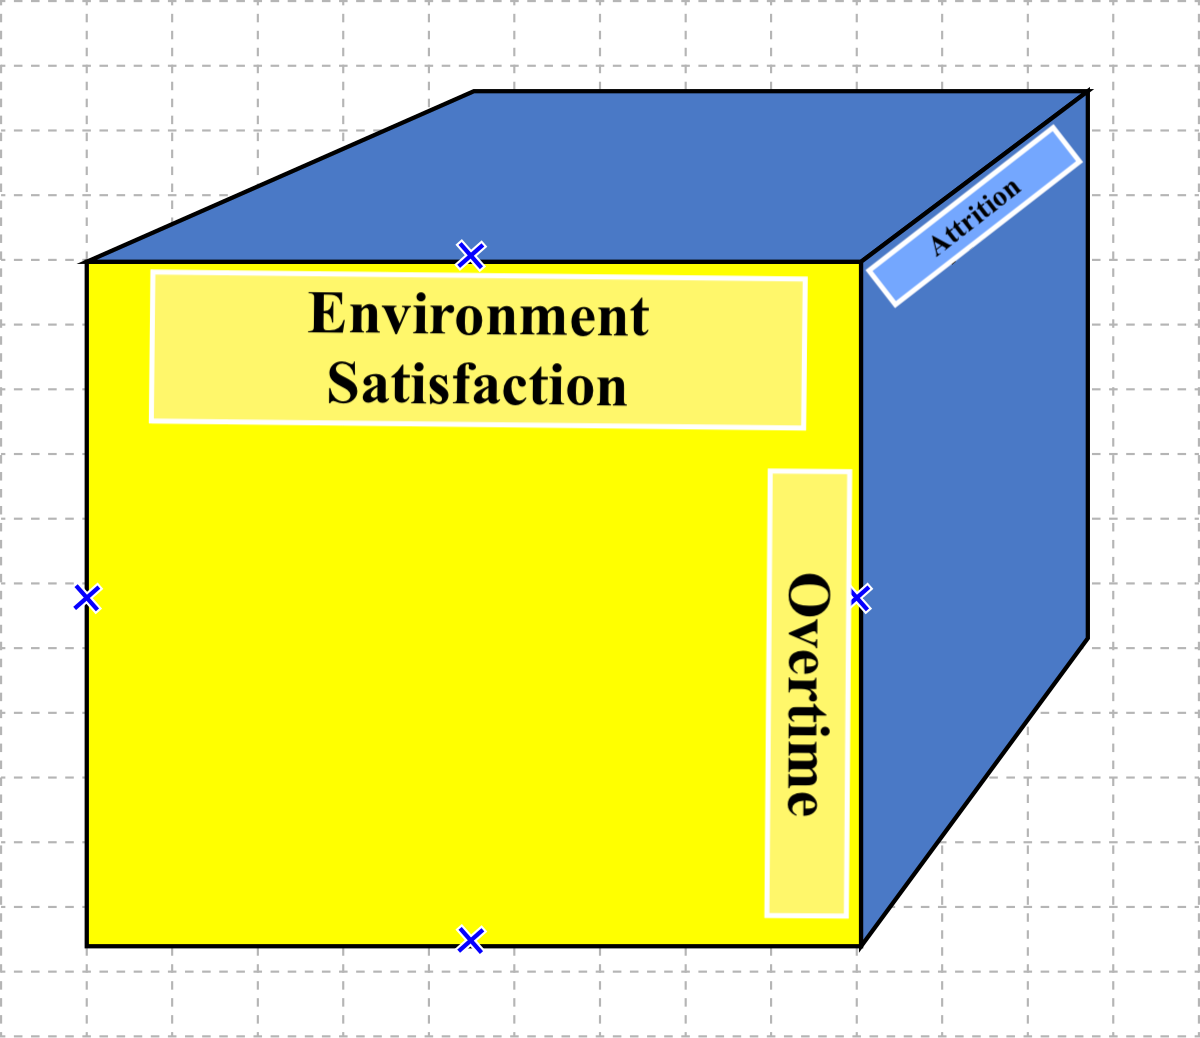 Attrition
Environment
Satisfaction
Overtime